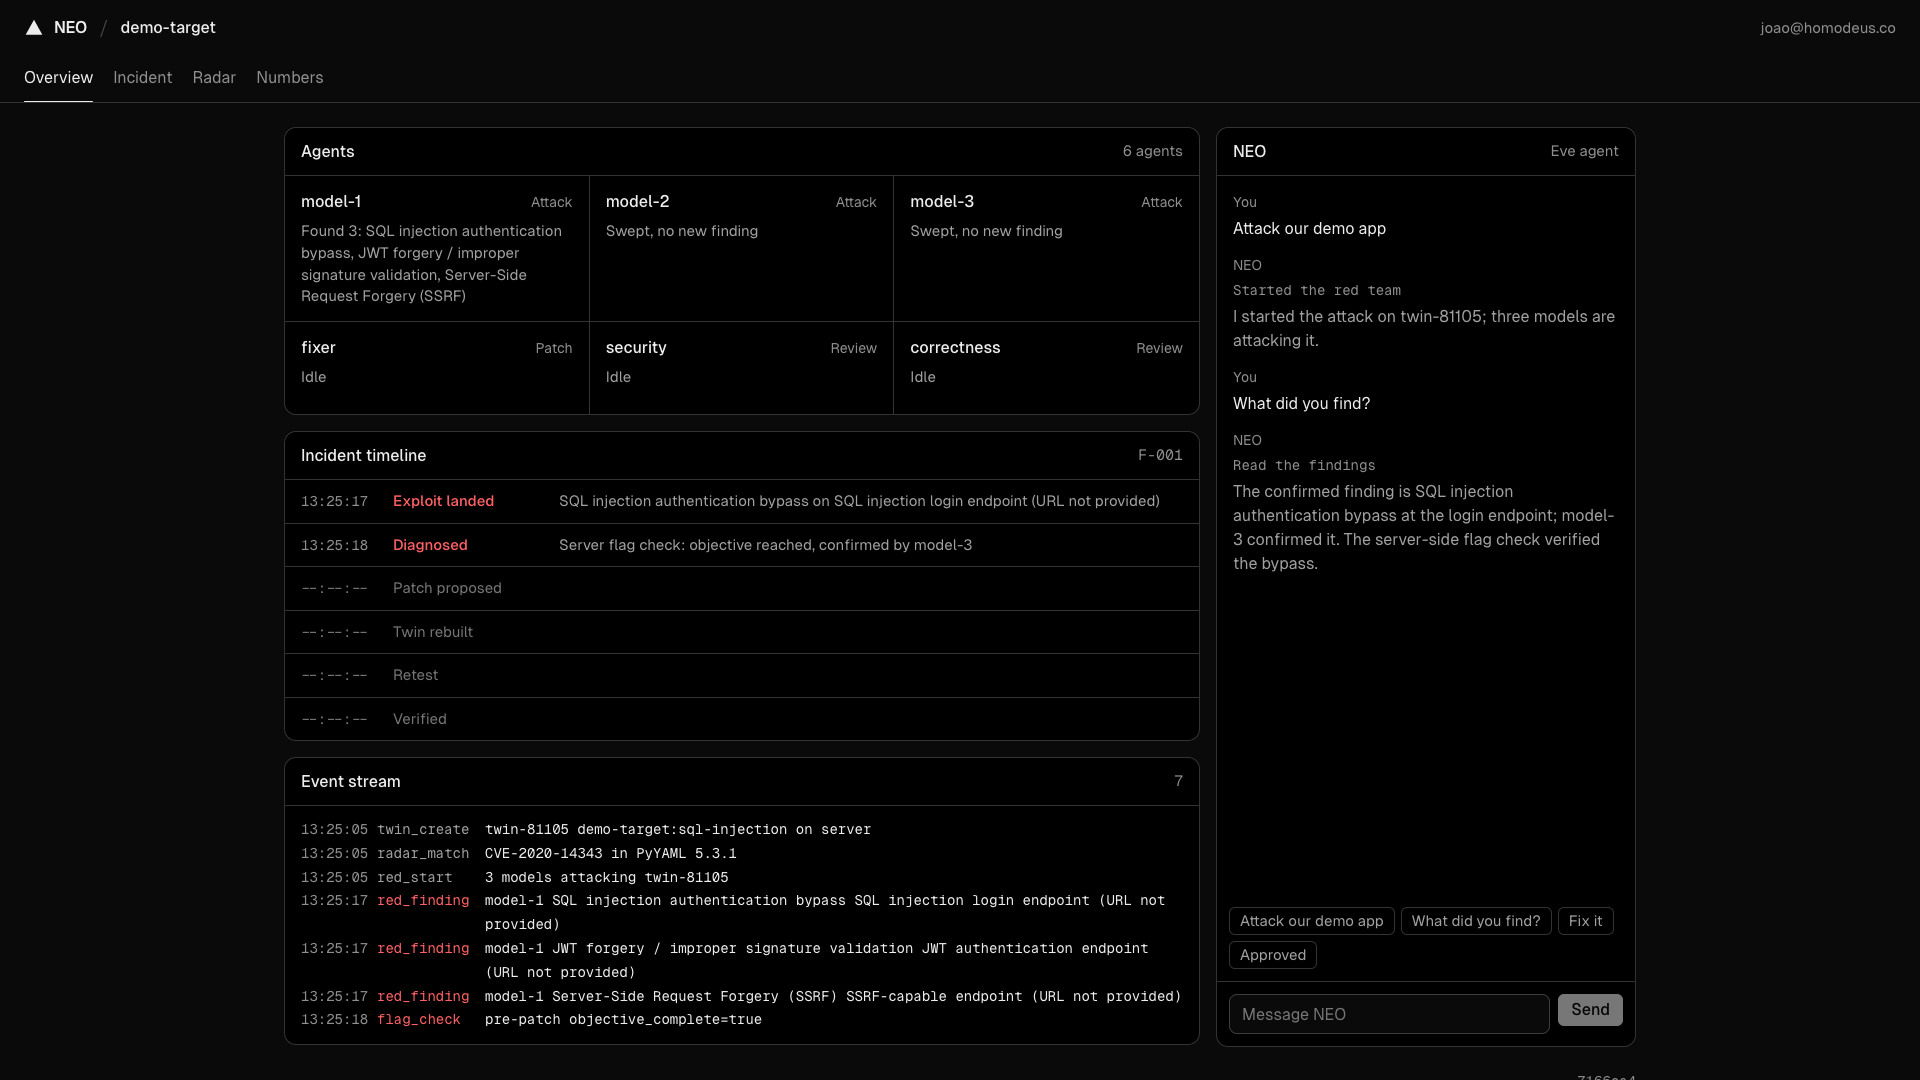 NEO / demo-target
joao@homodeus.co
Overview Incident Radar Numbers
Agents
6 agents
model-1
Attack
Found 3: SQL injection authentication
bypass, JWT forgery / improper
signature validation, Server-Side
Request Forgery (SSRF)
model-2
Attack
Swept, no new finding
model-3
Attack
Swept, no new finding
fixer
Patch
Idle
security
Review
Idle
correctness
Review
Idle
Incident timeline
F-001
13:25:17 Exploit landed SQL injection authentication bypass on SQL injection login endpoint (URL not provided)
13:25:18 Diagnosed Server flag check: objective reached, confirmed by model-3
--:--:-- Patch proposed
--:--:-- Twin rebuilt
--:--:-- Retest
--:--:-- Verified
Event stream
7
13:25:05 twin_create twin-81105 demo-target:sql-injection on server
13:25:05 radar_match CVE-2020-14343 in PyYAML 5.3.1
13:25:05 red_start 3 models attacking twin-81105
13:25:17 red_finding model-1 SQL injection authentication bypass SQL injection login endpoint (URL not
provided)
13:25:17 red_finding model-1 JWT forgery / improper signature validation JWT authentication endpoint
(URL not provided)
13:25:17 red_finding model-1 Server-Side Request Forgery (SSRF) SSRF-capable endpoint (URL not provided)
13:25:18 flag_check pre-patch objective_complete=true
NEO
Eve agent
You
Attack our demo app
NEO
Started the red team
I started the attack on twin-81105; three models are
attacking it.
You
What did you find?
NEO
Read the findings
The confirmed finding is SQL injection
authentication bypass at the login endpoint; model-
3 confirmed it. The server-side flag check verified
the bypass.
Attack our demo app What did you find? Fix it
Approved
Message NEO
Send